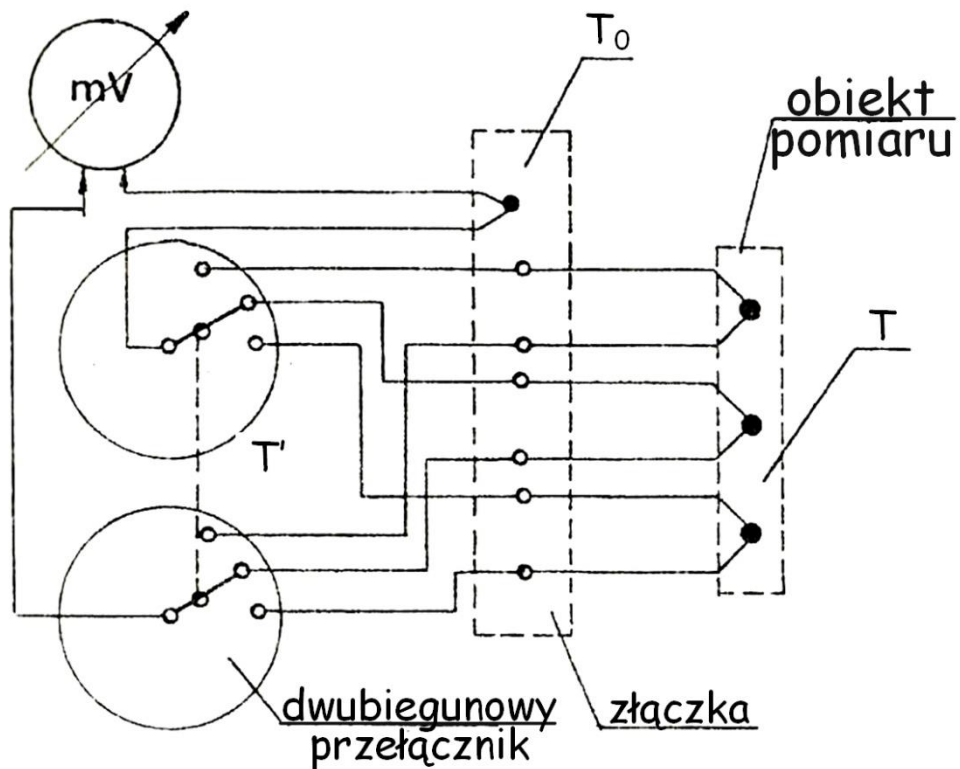 mV
T₀
obiekt
pomiaru
T
T'
dwubiegunowy
przełącznik
złączka